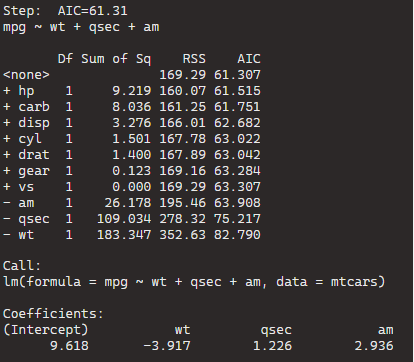 Step:  AIC=61.31
mpg ~ wt + qsec + am

       Df Sum of Sq    RSS    AIC
<none>              169.29 61.307
+ hp    1     9.219 160.07 61.515
+ carb  1     8.036 161.25 61.751
+ disp  1     3.276 166.01 62.682
+ cyl   1     1.501 167.78 63.022
+ drat  1     1.400 167.89 63.042
+ gear  1     0.123 169.16 63.284
+ vs    1     0.000 169.29 63.307
- am    1    26.178 195.46 63.908
- qsec  1   109.034 278.32 75.217
- wt    1   183.347 352.63 82.790

Call:
lm(formula = mpg ~ wt + qsec + am, data = mtcars)

Coefficients:
(Intercept)           wt         qsec           am
      9.618       -3.917        1.226        2.936